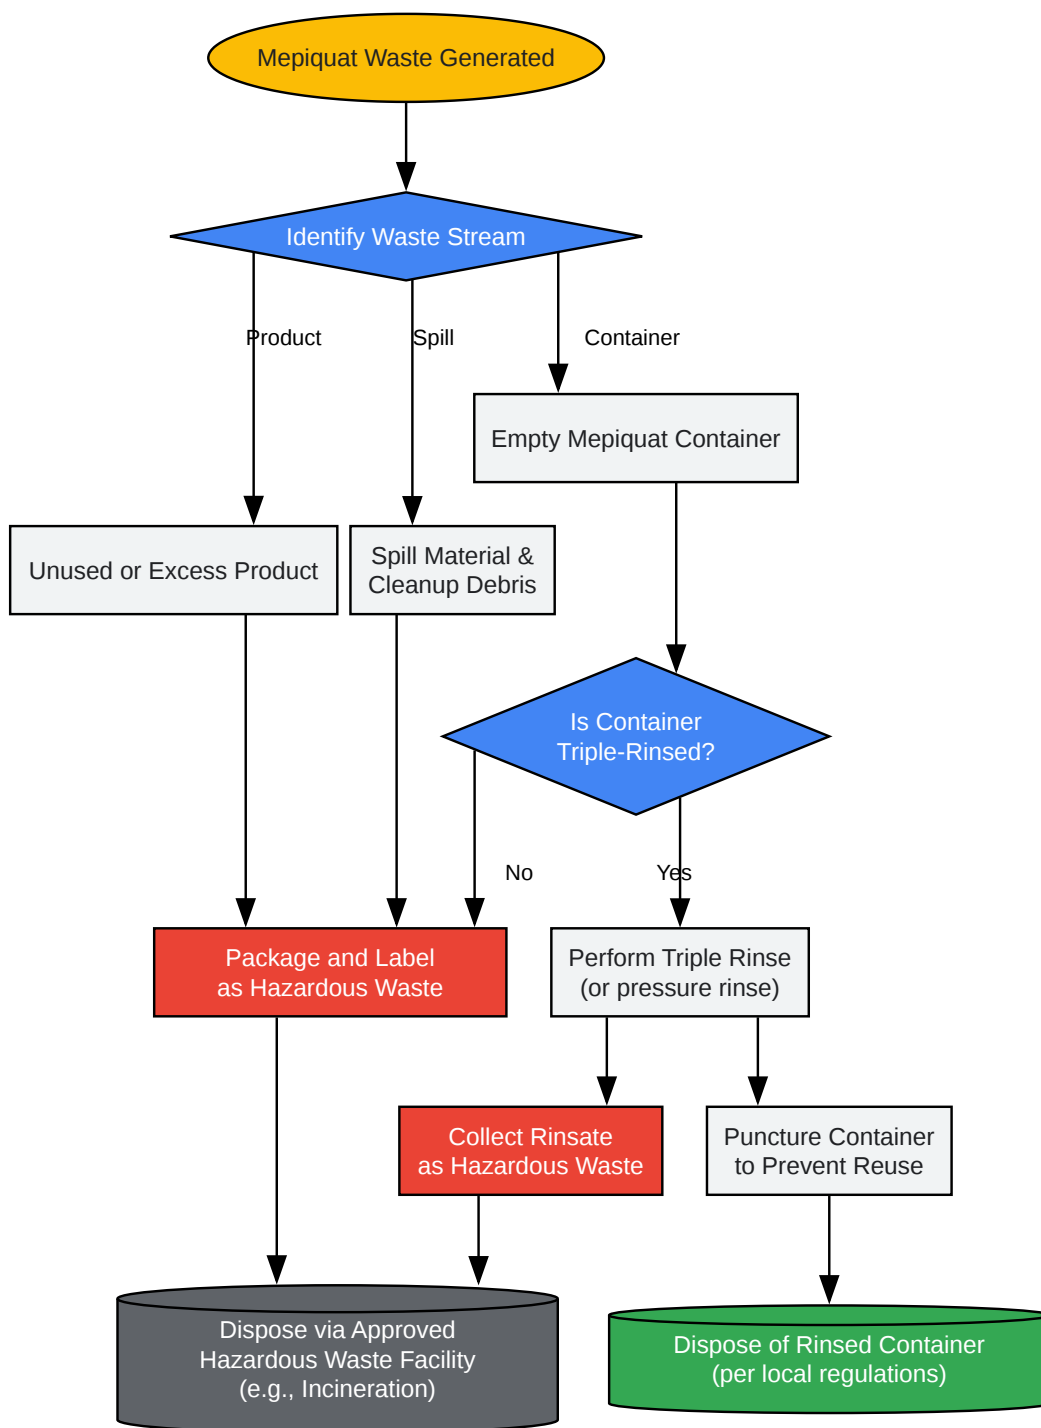 Mepiquat Waste Generated
Identify Waste Stream
Product
Spill
Container
Empty Mepiquat Container
Unused or Excess Product
Spill Material &
Cleanup Debris
Is Container
Triple-Rinsed?
No
Yes
Package and Label
as Hazardous Waste
Perform Triple Rinse
(or pressure rinse)
Collect Rinsate
as Hazardous Waste
Puncture Container
to Prevent Reuse
Dispose via Approved
Hazardous Waste Facility
(e.g., Incineration)
Dispose of Rinsed Container
(per local regulations)